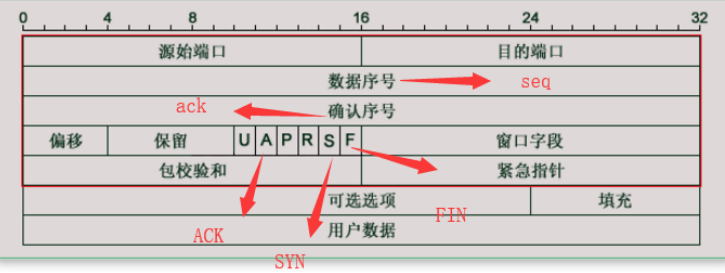 0 4 8 16 24 32
源始端口 目的端口
数据序号 seq
ack 确认序号
偏移 保留 U A P R S F 窗口字段
包校验和 紧急指针
可选选项 填充
FIN
ACK 用户数据
SYN